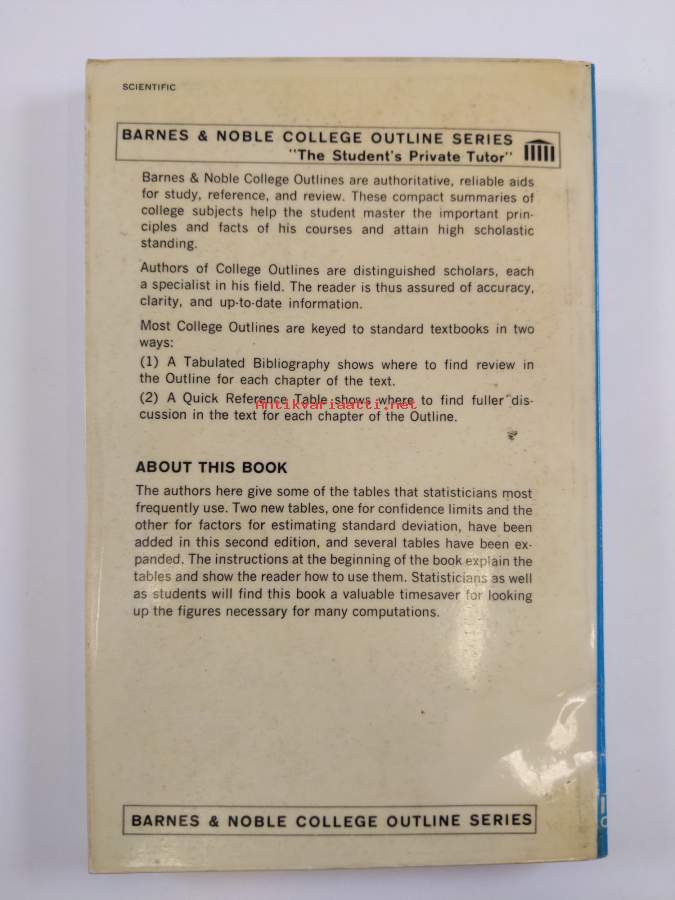 SCIENTIFIC
BARNES & NOBLE COLLEGE OUTLINE SERIES
"The Student's Private Tutor"
Barnes & Noble College Outlines are authoritative, reliable aids
for study, reference, and review. These compact summaries of
college subjects help the student master the important prin-
ciples and facts of his courses and attain high scholastic
standing.
Authors of College Outlines are distinguished scholars, each
a specialist in his field. The reader is thus assured of accuracy,
clarity, and up-to-date information.
Most College Outlines are keyed to standard textbooks in two
ways:
(1) A Tabulated Bibliography shows where to find review in
the Outline for each chapter of the text.
(2) A Quick Reference Table shows where to find fuller dis-
Antikvariaatti.net
cussion in the text for each chapter of the Outline.
ABOUT THIS BOOK
The authors here give some of the tables that statisticians most
frequently use. Two new tables, one for confidence limits and the
other for factors for estimating standard deviation, have been
added in this second edition, and several tables have been ex-
panded. The instructions at the beginning of the book explain the
tables and show the reader how to use them. Statisticians as well
as students will find this book a valuable timesaver for looking
up the figures necessary for many computations.
BARNES & NOBLE COLLEGE OUTLINE SERIES